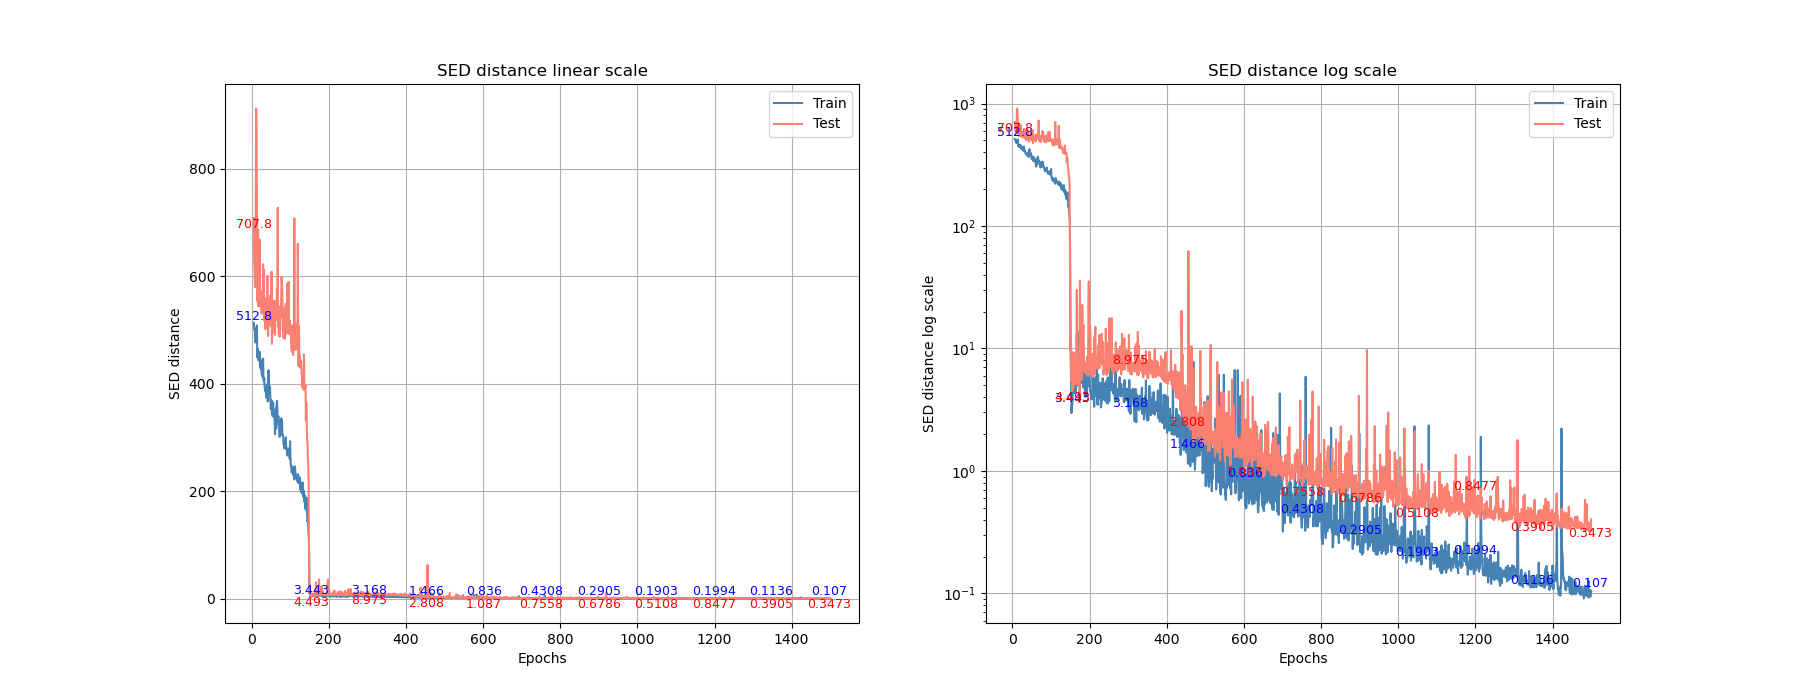 SED distance linear scale
SED distance
800
600
400
200
0
707.8
512.8
Train
Test
3.443 3.168 1.466 0.836 0.4308 0.2905 0.1903 0.1994 0.1136 0.107
4.493 8.975 2.808 1.087 0.7558 0.6786 0.5108 0.8477 0.3905 0.3473
0 200 400 600 800 1000 1200 1400
Epochs
SED distance log scale
SED distance log scale
10³
10²
10¹
10⁰
10⁻¹
707.8
512.8
Train
Test
8.975
4.493
3.443
3.168
2.808
1.466
0.836
0.7558
0.4308
0.6786
0.2905
0.5108
0.1903
0.8477
0.1994
0.3905
0.1136
0.3473
0.107
0 200 400 600 800 1000 1200 1400
Epochs